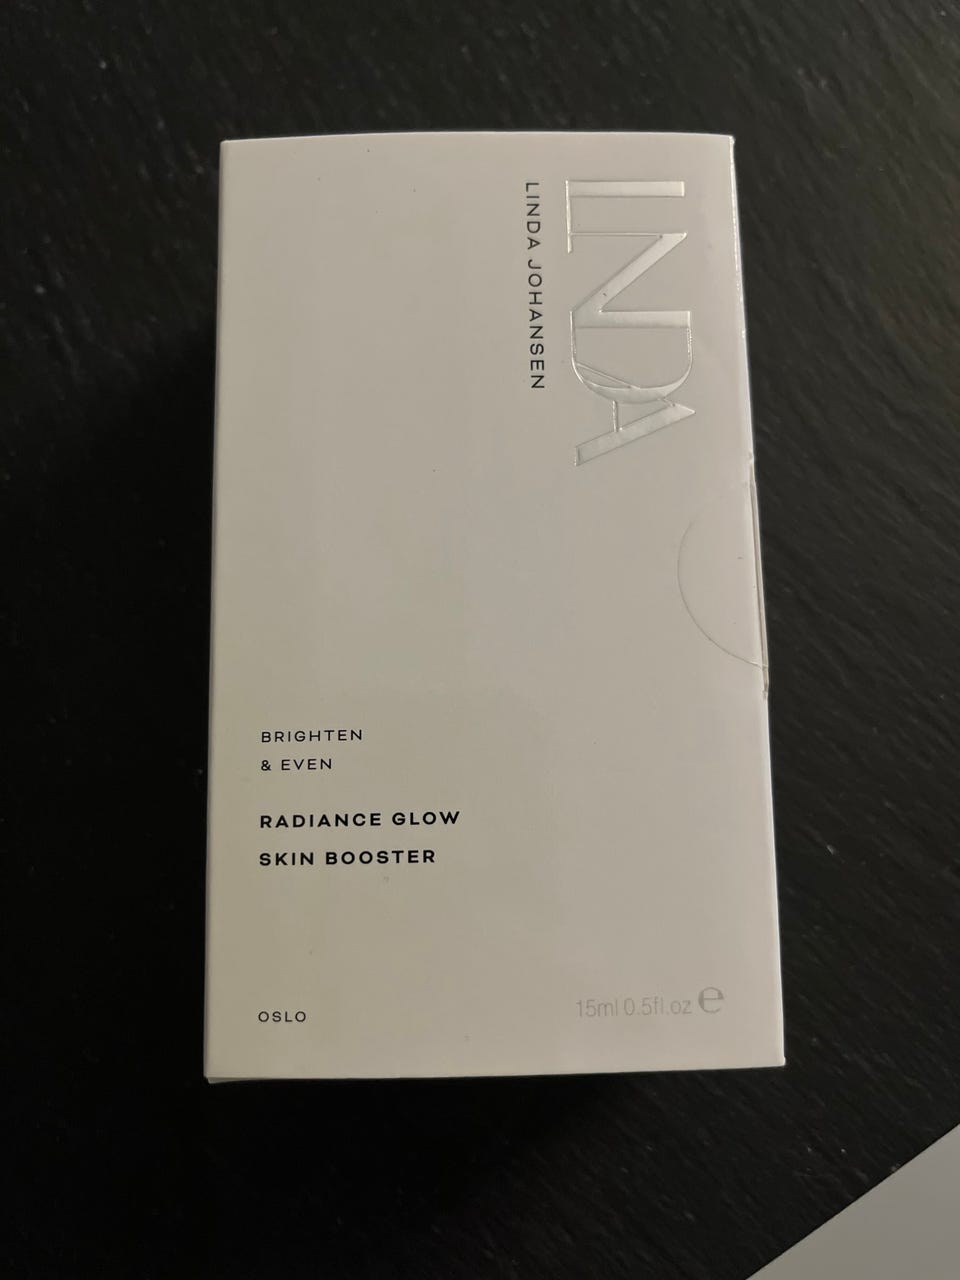 LINDA
LINDA JOHANSEN
BRIGHTEN
& EVEN
RADIANCE GLOW
SKIN BOOSTER
OSLO
15ml 0.5fl.oz ℮